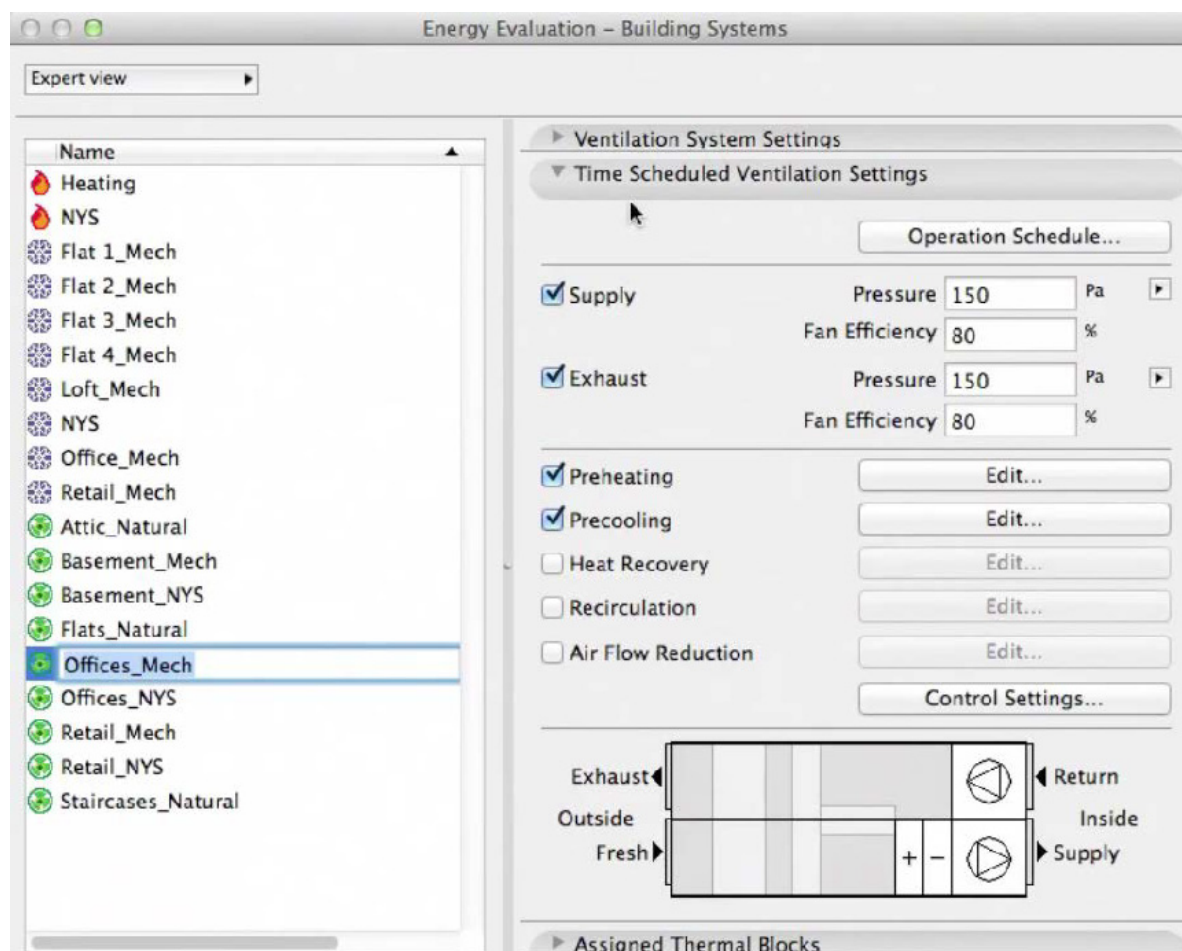 Energy Evaluation – Building Systems
Expert view
Name
Heating
NYS
Flat 1_Mech
Flat 2_Mech
Flat 3_Mech
Flat 4_Mech
Loft_Mech
NYS
Office_Mech
Retail_Mech
Attic_Natural
Basement_Mech
Basement_NYS
Flats_Natural
Offices_Mech
Offices_NYS
Retail_Mech
Retail_NYS
Staircases_Natural
Ventilation System Settings
Time Scheduled Ventilation Settings
Operation Schedule...
Supply Pressure 150 Pa
Fan Efficiency 80 %
Exhaust Pressure 150 Pa
Fan Efficiency 80 %
Preheating Edit...
Precooling Edit...
Heat Recovery Edit...
Recirculation Edit...
Air Flow Reduction Edit...
Control Settings...
Exhaust Return
Outside Inside
Fresh + − Supply
Assigned Thermal Blocks